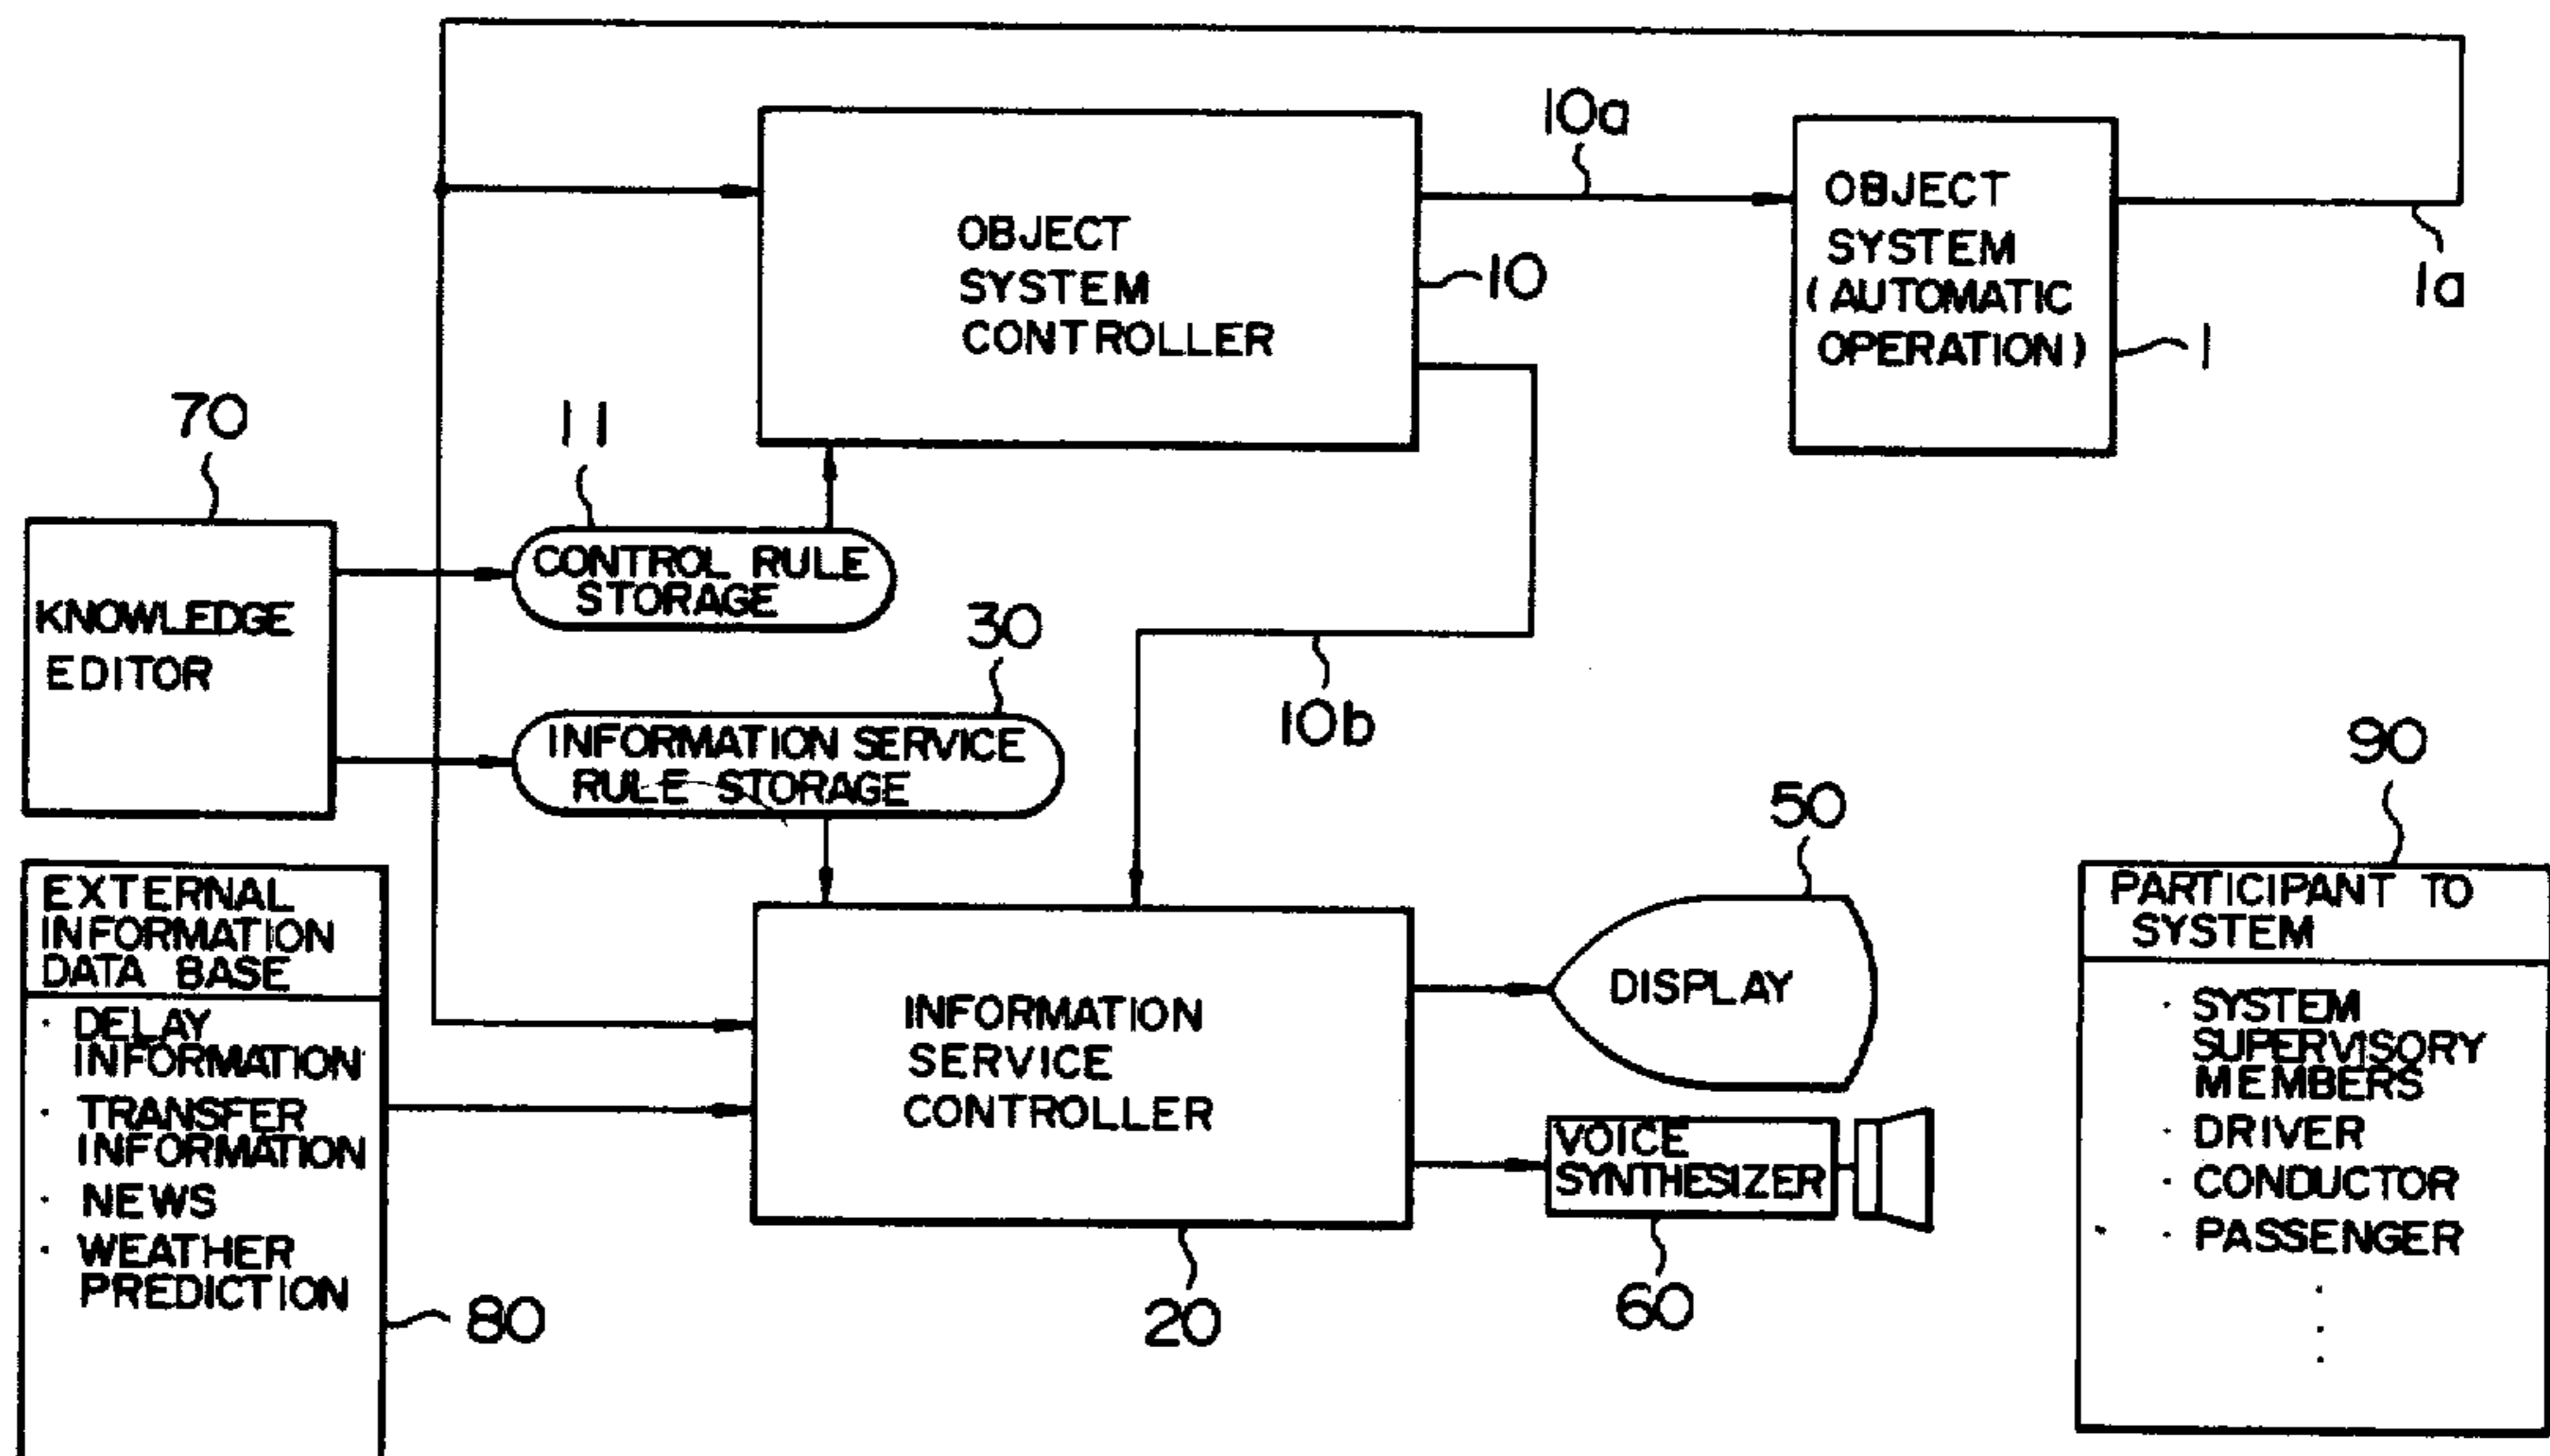 10a
OBJECT
SYSTEM
CONTROLLER
10
OBJECT
SYSTEM
(AUTOMATIC
OPERATION)
1
1a
70
11
KNOWLEDGE
EDITOR
CONTROL RULE
STORAGE
30
INFORMATION SERVICE
RULE STORAGE
10b
EXTERNAL
INFORMATION
DATA BASE
· DELAY
INFORMATION
· TRANSFER
INFORMATION
· NEWS
· WEATHER
PREDICTION
80
INFORMATION
SERVICE
CONTROLLER
20
50
DISPLAY
VOICE
SYNTHESIZER
60
90
PARTICIPANT TO
SYSTEM
· SYSTEM
SUPERVISORY
MEMBERS
· DRIVER
· CONDUCTOR
· PASSENGER